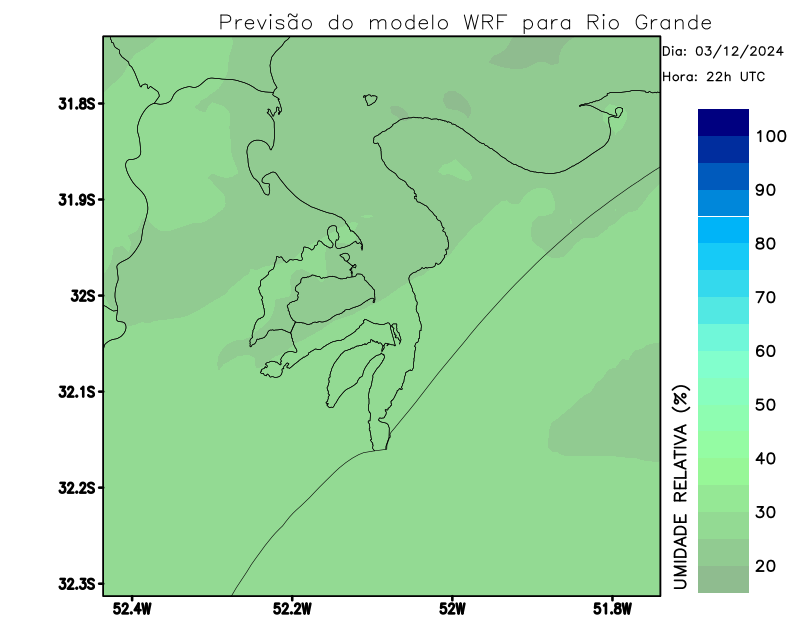 Previsão do modelo WRF para Rio Grande
Dia: 03/12/2024
Hora: 22h UTC
31.8S
31.9S
32S
32.1S
32.2S
32.3S
52.4W
52.2W
52W
51.8W
100
90
80
70
60
50
40
30
20
UMIDADE RELATIVA (%)